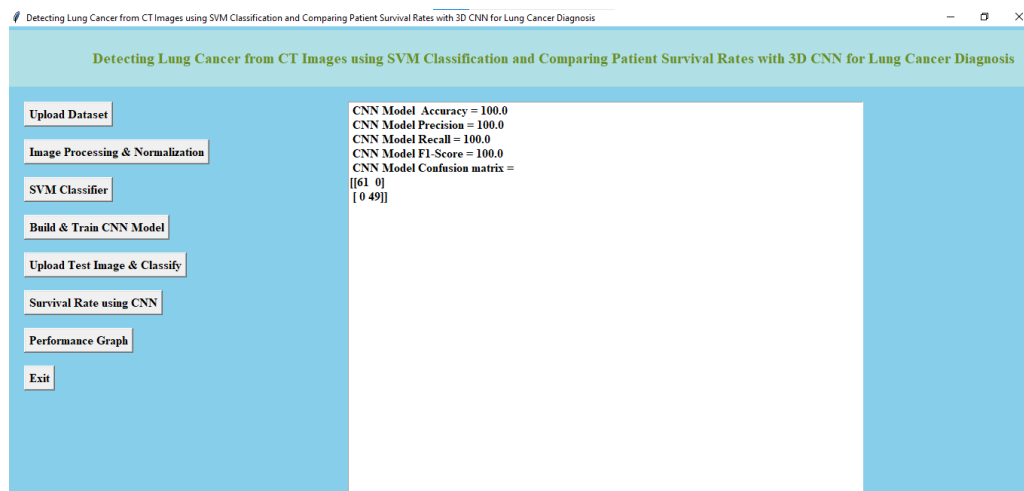 Detecting Lung Cancer from CT Images using SVM Classification and Comparing Patient Survival Rates with 3D CNN for Lung Cancer Diagnosis
Detecting Lung Cancer from CT Images using SVM Classification and Comparing Patient Survival Rates with 3D CNN for Lung Cancer Diagnosis
Upload Dataset
Image Processing & Normalization
SVM Classifier
Build & Train CNN Model
Upload Test Image & Classify
Survival Rate using CNN
Performance Graph
Exit
CNN Model  Accuracy = 100.0
CNN Model Precision = 100.0
CNN Model Recall = 100.0
CNN Model F1-Score = 100.0
CNN Model Confusion matrix =
[[61  0]
[ 0 49]]